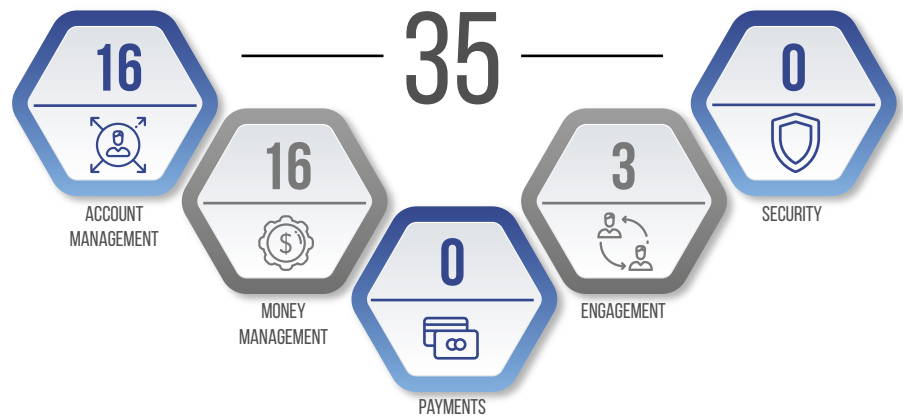 35
16
ACCOUNT
MANAGEMENT
16
$
MONEY
MANAGEMENT
0
PAYMENTS
3
ENGAGEMENT
0
SECURITY